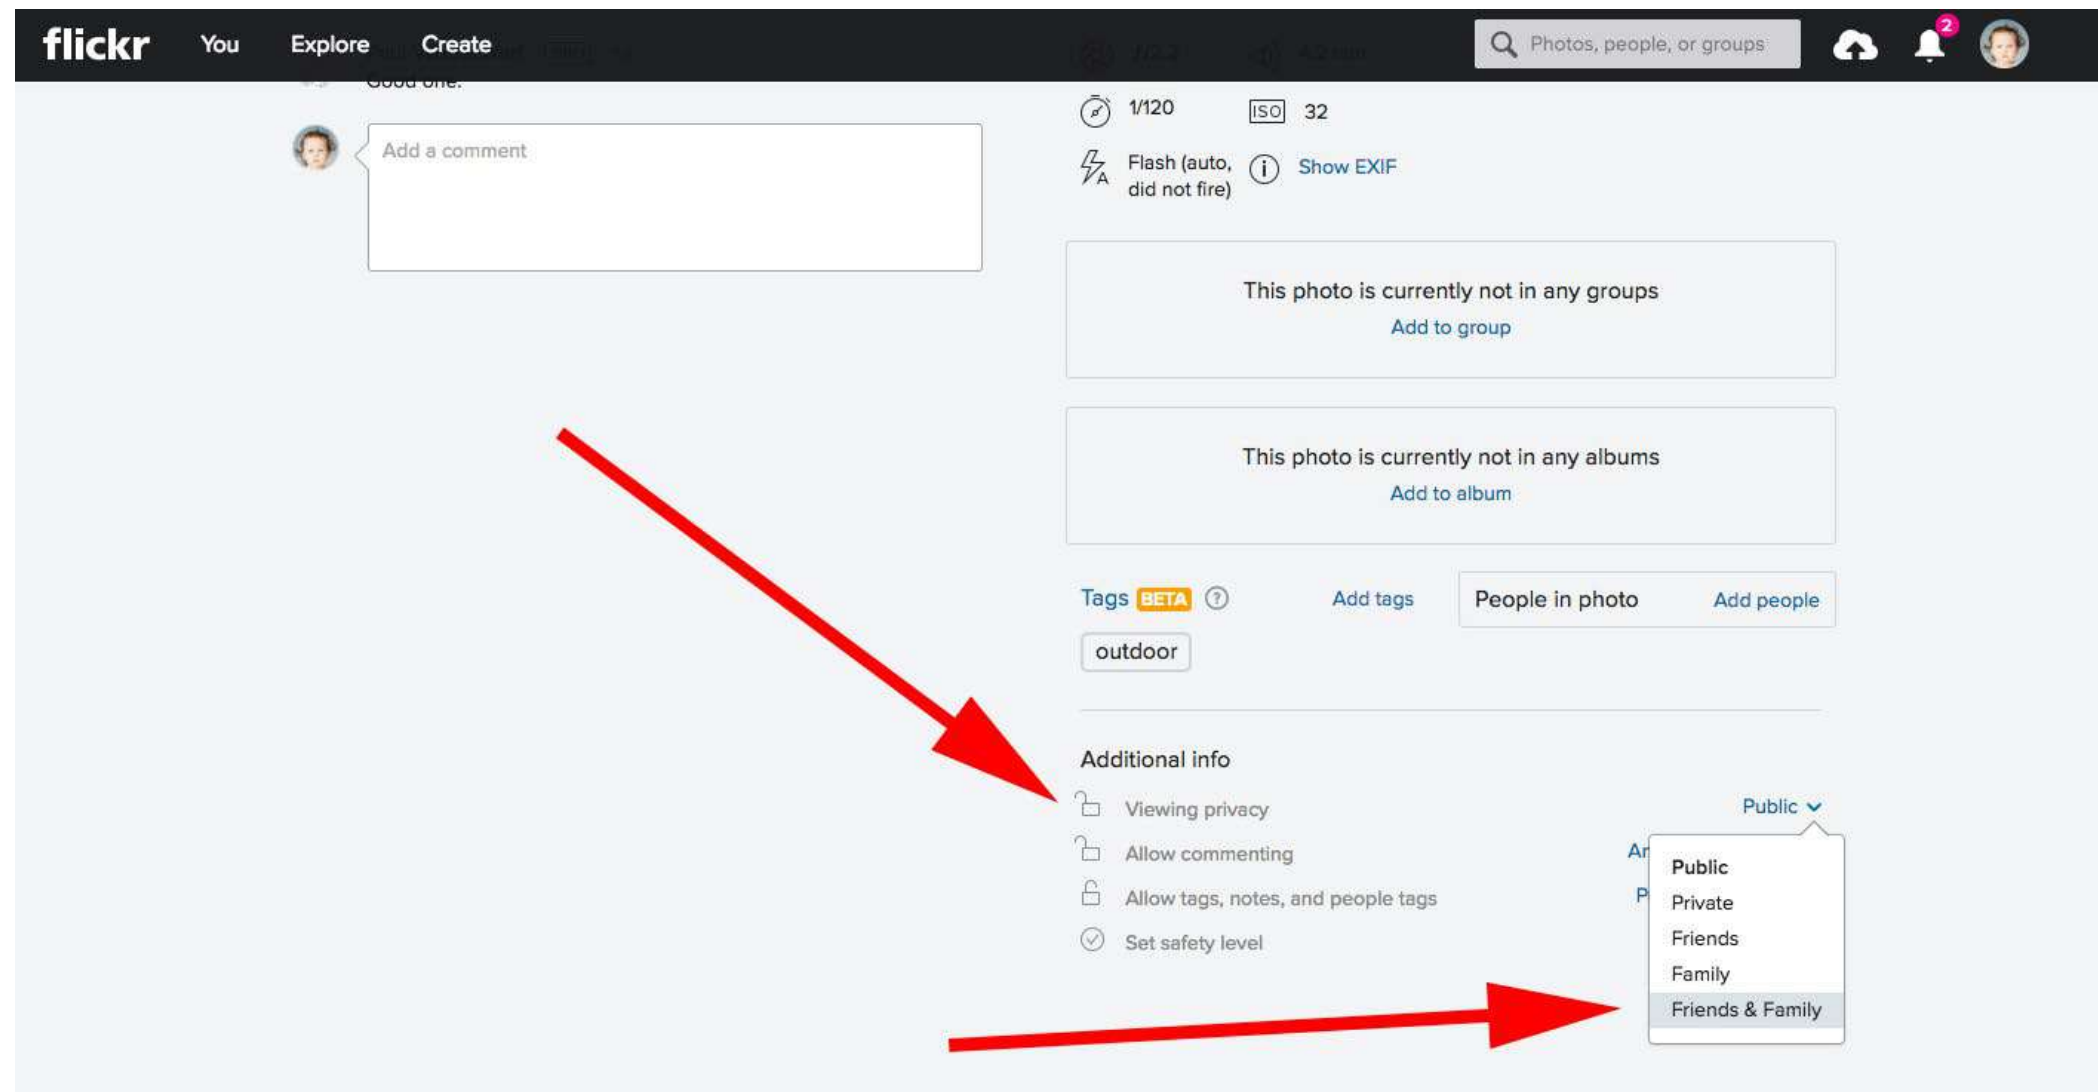 flickr You Explore Create Photos, people, or groups 2
Good one.
Add a comment
1/120 ISO 32
Flash (auto, did not fire) Show EXIF
This photo is currently not in any groups
Add to group
This photo is currently not in any albums
Add to album
Tags BETA ? Add tags People in photo Add people
outdoor
Additional info
Viewing privacy Public
Allow commenting
Allow tags, notes, and people tags
Set safety level
Public
Private
Friends
Family
Friends & Family